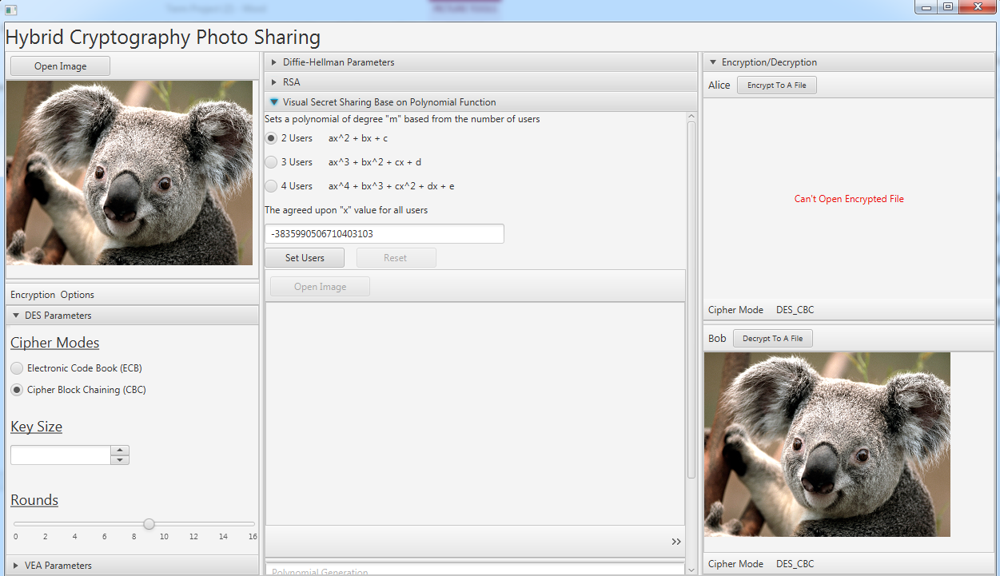 Hybrid Cryptography Photo Sharing
Open Image
Encryption Options
DES Parameters
Cipher Modes
Electronic Code Book (ECB)
Cipher Block Chaining (CBC)
Key Size
Rounds
0 2 4 6 8 10 12 14 16
VEA Parameters
Diffie-Hellman Parameters
RSA
Visual Secret Sharing Base on Polynomial Function
Sets a polynomial of degree "m" based from the number of users
2 Users ax^2 + bx + c
3 Users ax^3 + bx^2 + cx + d
4 Users ax^4 + bx^3 + cx^2 + dx + e
The agreed upon "x" value for all users
-3835990506710403103
Set Users Reset
Open Image
>>
Polynomial Generation
Encryption/Decryption
Alice Encrypt To A File
Can't Open Encrypted File
Cipher Mode DES_CBC
Bob Decrypt To A File
Cipher Mode DES_CBC